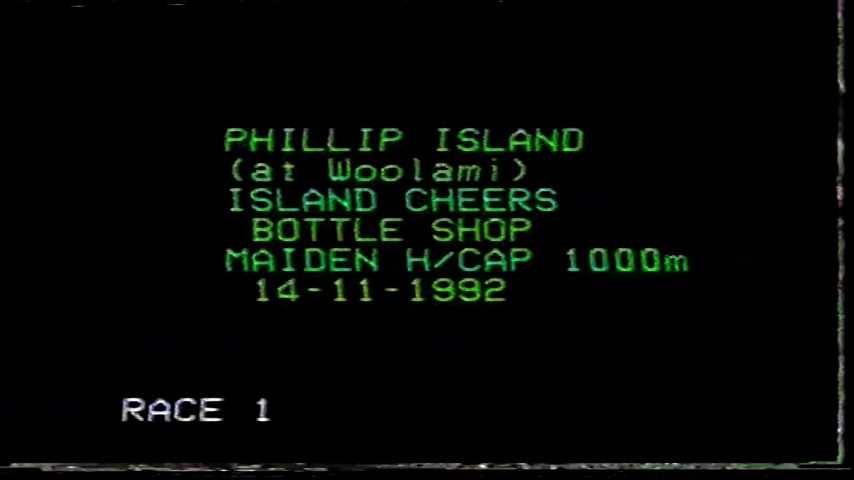 PHILLIP ISLAND
(at Woolami)
ISLAND CHEERS
BOTTLE SHOP
MAIDEN H/CAP 1000m
14-11-1992
RACE 1